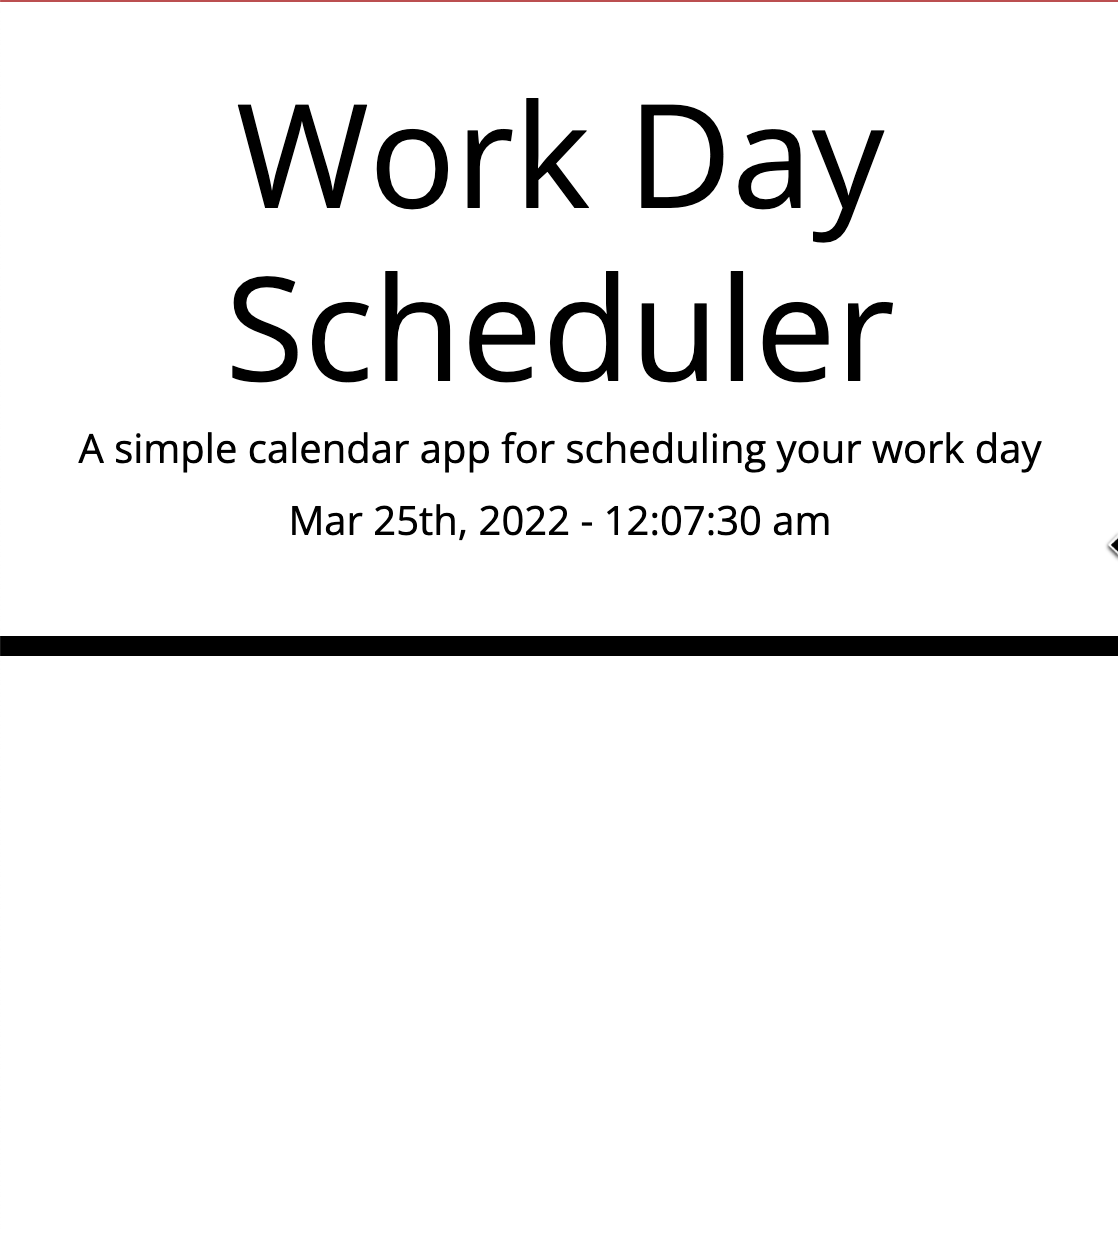 Work Day
Scheduler
A simple calendar app for scheduling your work day
Mar 25th, 2022 - 12:07:30 am